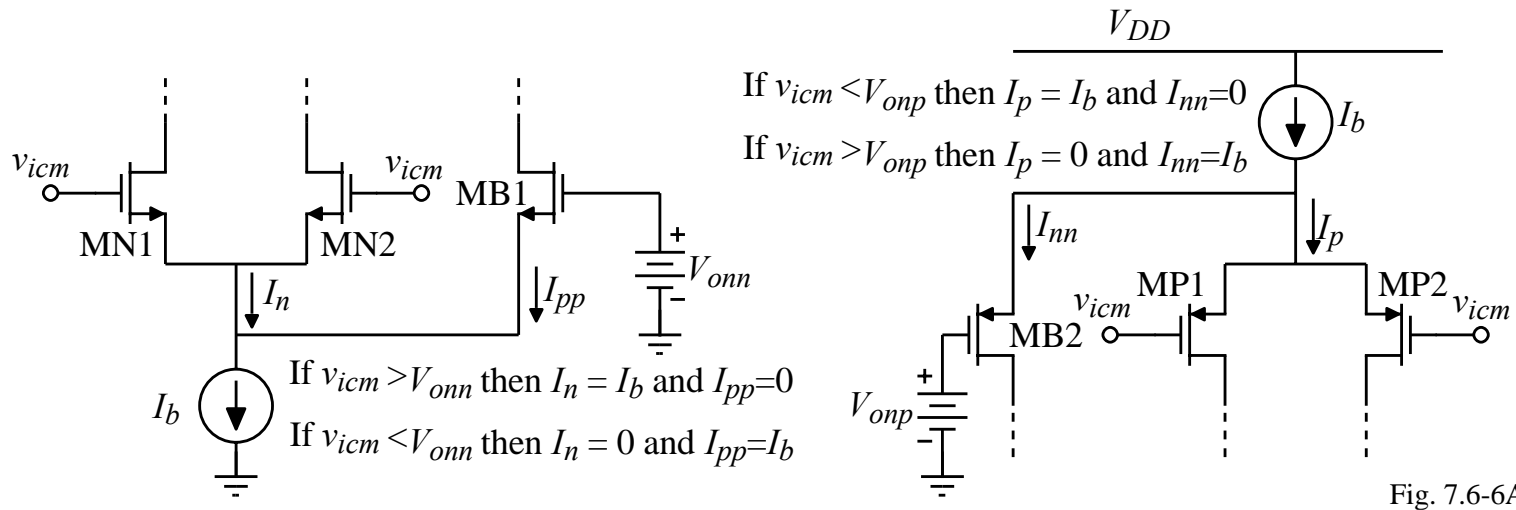 V_DD
If v_icm <V_onp then I_p = I_b and I_nn=0
I_b
If v_icm >V_onp then I_p = 0 and I_nn=I_b
v_icm
v_icm
MB1
MN1
MN2
I_n
I_pp
+
V_onn
−
I_nn
I_p
MP1
MP2
v_icm
v_icm
MB2
If v_icm >V_onn then I_n = I_b and I_pp=0
I_b
If v_icm <V_onn then I_n = 0 and I_pp=I_b
+
V_onp
−
Fig. 7.6-6A